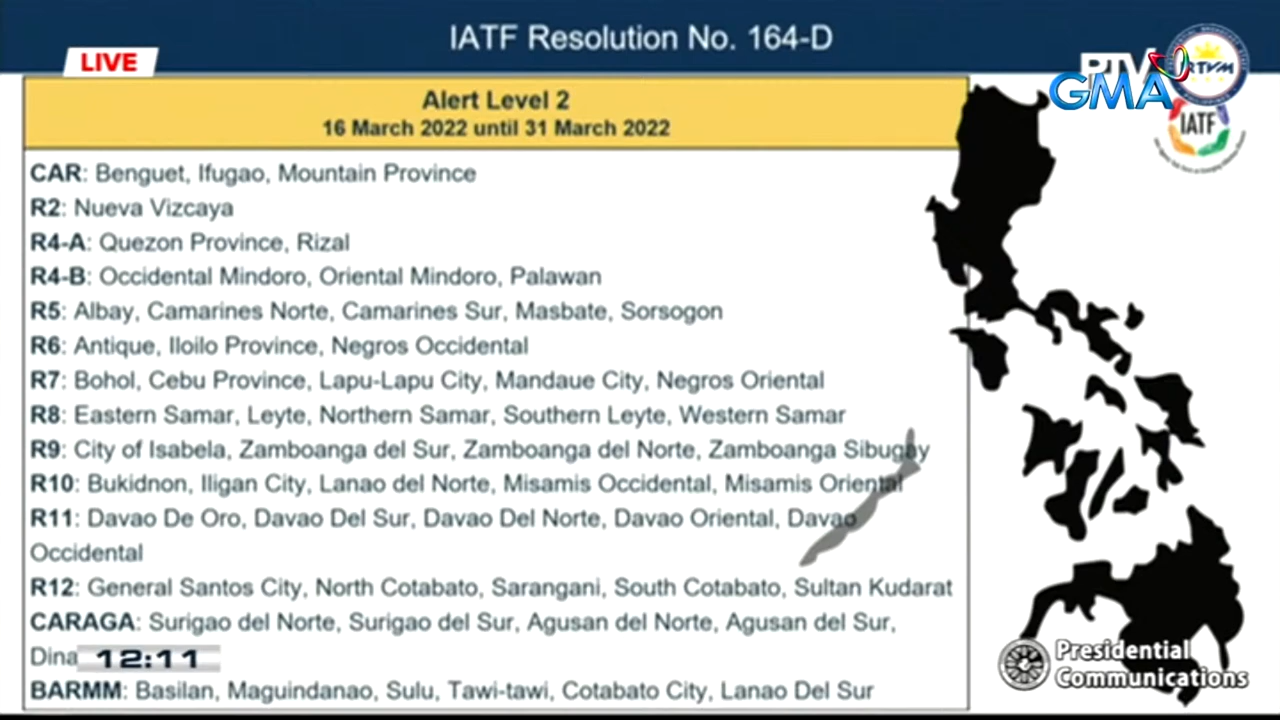 IATF Resolution No. 164-D
LIVE
PTV
RTVM
GMA
IATF
Alert Level 2
16 March 2022 until 31 March 2022
CAR: Benguet, Ifugao, Mountain Province
R2: Nueva Vizcaya
R4-A: Quezon Province, Rizal
R4-B: Occidental Mindoro, Oriental Mindoro, Palawan
R5: Albay, Camarines Norte, Camarines Sur, Masbate, Sorsogon
R6: Antique, Iloilo Province, Negros Occidental
R7: Bohol, Cebu Province, Lapu-Lapu City, Mandaue City, Negros Oriental
R8: Eastern Samar, Leyte, Northern Samar, Southern Leyte, Western Samar
R9: City of Isabela, Zamboanga del Sur, Zamboanga del Norte, Zamboanga Sibugay
R10: Bukidnon, Iligan City, Lanao del Norte, Misamis Occidental, Misamis Oriental
R11: Davao De Oro, Davao Del Sur, Davao Del Norte, Davao Oriental, Davao
Occidental
R12: General Santos City, North Cotabato, Sarangani, South Cotabato, Sultan Kudarat
CARAGA: Surigao del Norte, Surigao del Sur, Agusan del Norte, Agusan del Sur,
Dina
12:11
BARMM: Basilan, Maguindanao, Sulu, Tawi-tawi, Cotabato City, Lanao Del Sur
Presidential
Communications